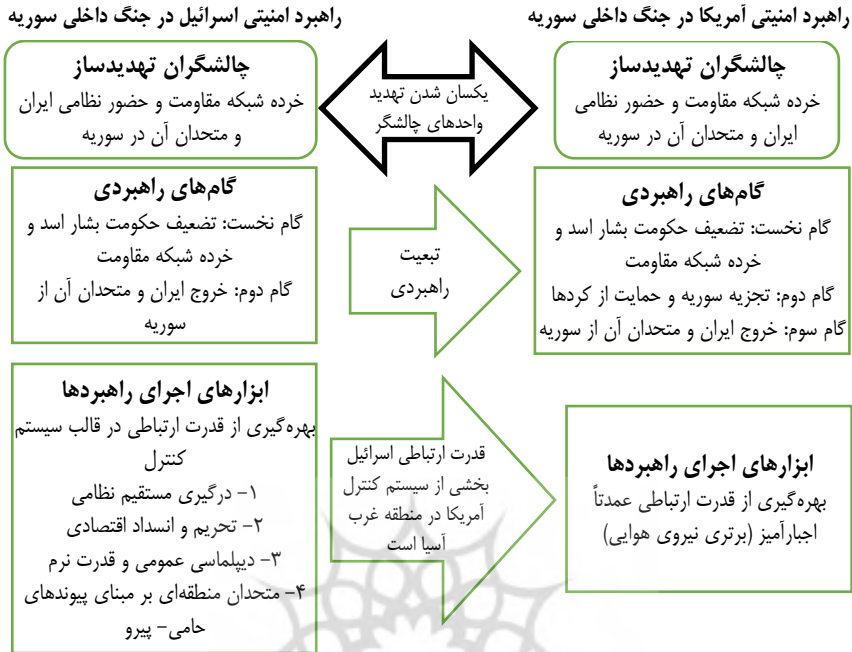 راهبرد امنیتی آمریکا در جنگ داخلی سوریه
راهبرد امنیتی اسرائیل در جنگ داخلی سوریه
چالشگران تهدیدساز
خرده شبکه مقاومت و حضور نظامی
ایران و متحدان آن در سوریه
یکسان شدن تهدید
واحدهای چالشگر
چالشگران تهدیدساز
خرده شبکه مقاومت و حضور نظامی ایران
و متحدان آن در سوریه
گام‌های راهبردی
گام نخست: تضعیف حکومت بشار اسد و
خرده شبکه مقاومت
گام دوم: تجزیه سوریه و حمایت از کردها
گام سوم: خروج ایران و متحدان آن از سوریه
تبعیت
راهبردی
گام‌های راهبردی
گام نخست: تضعیف حکومت بشار اسد و
خرده شبکه مقاومت
گام دوم: خروج ایران و متحدان آن از
سوریه
ابزارهای اجرای راهبردها
بهره‌گیری از قدرت ارتباطی عمدتاً
اجبارآمیز (برتری نیروی هوایی)
قدرت ارتباطی اسرائیل
بخشی از سیستم کنترل
آمریکا در منطقه غرب
آسیا است
ابزارهای اجرای راهبردها
بهره‌گیری از قدرت ارتباطی در قالب سیستم
کنترل
۱- درگیری مستقیم نظامی
۲- تحریم و انسداد اقتصادی
۳- دیپلماسی عمومی و قدرت نرم
۴- متحدان منطقه‌ای بر مبنای پیوندهای
حامی- پیرو